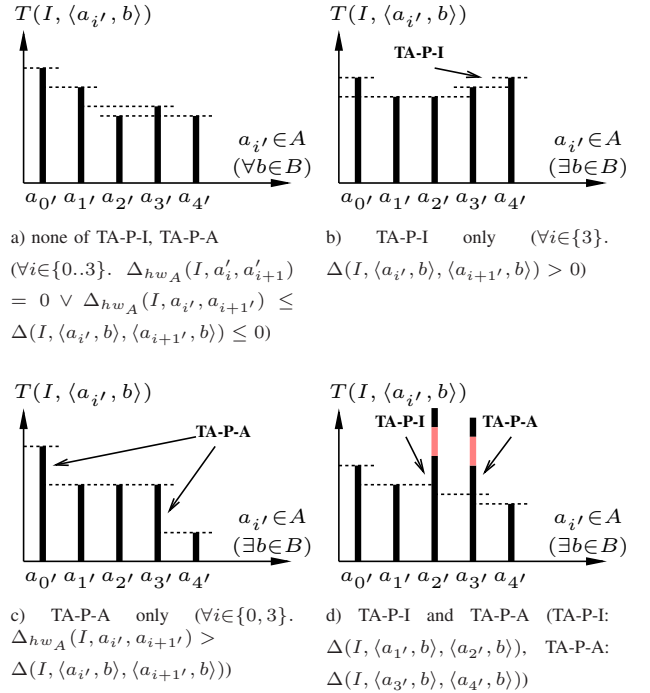 T(I, ⟨a_{i′}, b⟩)
a_{i′}∈A
(∀b∈B)
a_{0′} a_{1′} a_{2′} a_{3′} a_{4′}
a) none of TA-P-I, TA-P-A
(∀i∈{0..3}. Δ_{hw_A}(I, a′_i, a′_{i+1})
= 0 ∨ Δ_{hw_A}(I, a_{i′}, a_{i+1′}) ≤
Δ(I, ⟨a_{i′}, b⟩, ⟨a_{i+1′}, b⟩) ≤ 0)
T(I, ⟨a_{i′}, b⟩)
TA-P-I
a_{i′}∈A
(∃b∈B)
a_{0′} a_{1′} a_{2′} a_{3′} a_{4′}
b) TA-P-I only (∀i∈{3}.
Δ(I, ⟨a_{i′}, b⟩, ⟨a_{i+1′}, b⟩) > 0)
T(I, ⟨a_{i′}, b⟩)
TA-P-A
a_{i′}∈A
(∃b∈B)
a_{0′} a_{1′} a_{2′} a_{3′} a_{4′}
c) TA-P-A only (∀i∈{0, 3}.
Δ_{hw_A}(I, a_{i′}, a_{i+1′}) >
Δ(I, ⟨a_{i′}, b⟩, ⟨a_{i+1′}, b⟩))
T(I, ⟨a_{i′}, b⟩)
TA-P-I TA-P-A
a_{i′}∈A
(∃b∈B)
a_{0′} a_{1′} a_{2′} a_{3′} a_{4′}
d) TA-P-I and TA-P-A (TA-P-I:
Δ(I, ⟨a_{1′}, b⟩, ⟨a_{2′}, b⟩), TA-P-A:
Δ(I, ⟨a_{3′}, b⟩, ⟨a_{4′}, b⟩))